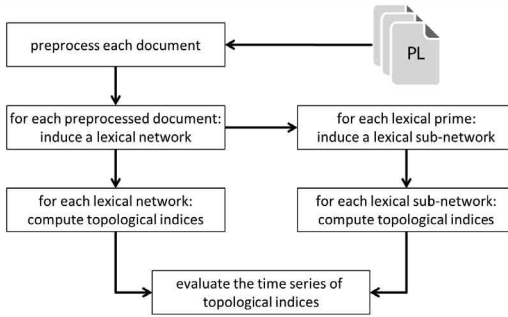 preprocess each document
PL
for each preprocessed document:
induce a lexical network
for each lexical prime:
induce a lexical sub-network
for each lexical network:
compute topological indices
for each lexical sub-network:
compute topological indices
evaluate the time series of
topological indices